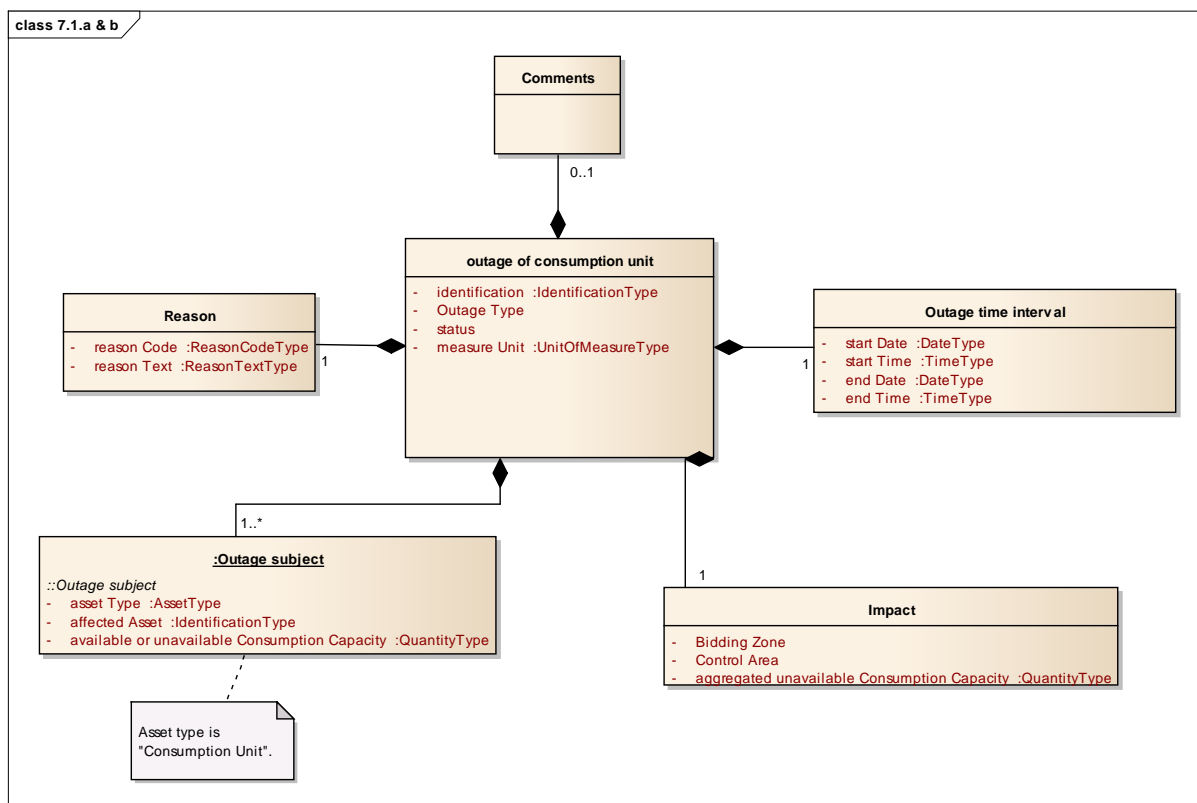 class 7.1.a & b
Comments
0..1
outage of consumption unit
- identification :IdentificationType
- Outage Type
- status
- measure Unit :UnitOfMeasureType
Reason
- reason Code :ReasonCodeType
- reason Text :ReasonTextType
1
Outage time interval
- start Date :DateType
- start Time :TimeType
- end Date :DateType
- end Time :TimeType
1
1..*
:Outage subject
::Outage subject
- asset Type :AssetType
- affected Asset :IdentificationType
- available or unavailable Consumption Capacity :QuantityType
1
Impact
- Bidding Zone
- Control Area
- aggregated unavailable Consumption Capacity :QuantityType
Asset type is
"Consumption Unit".